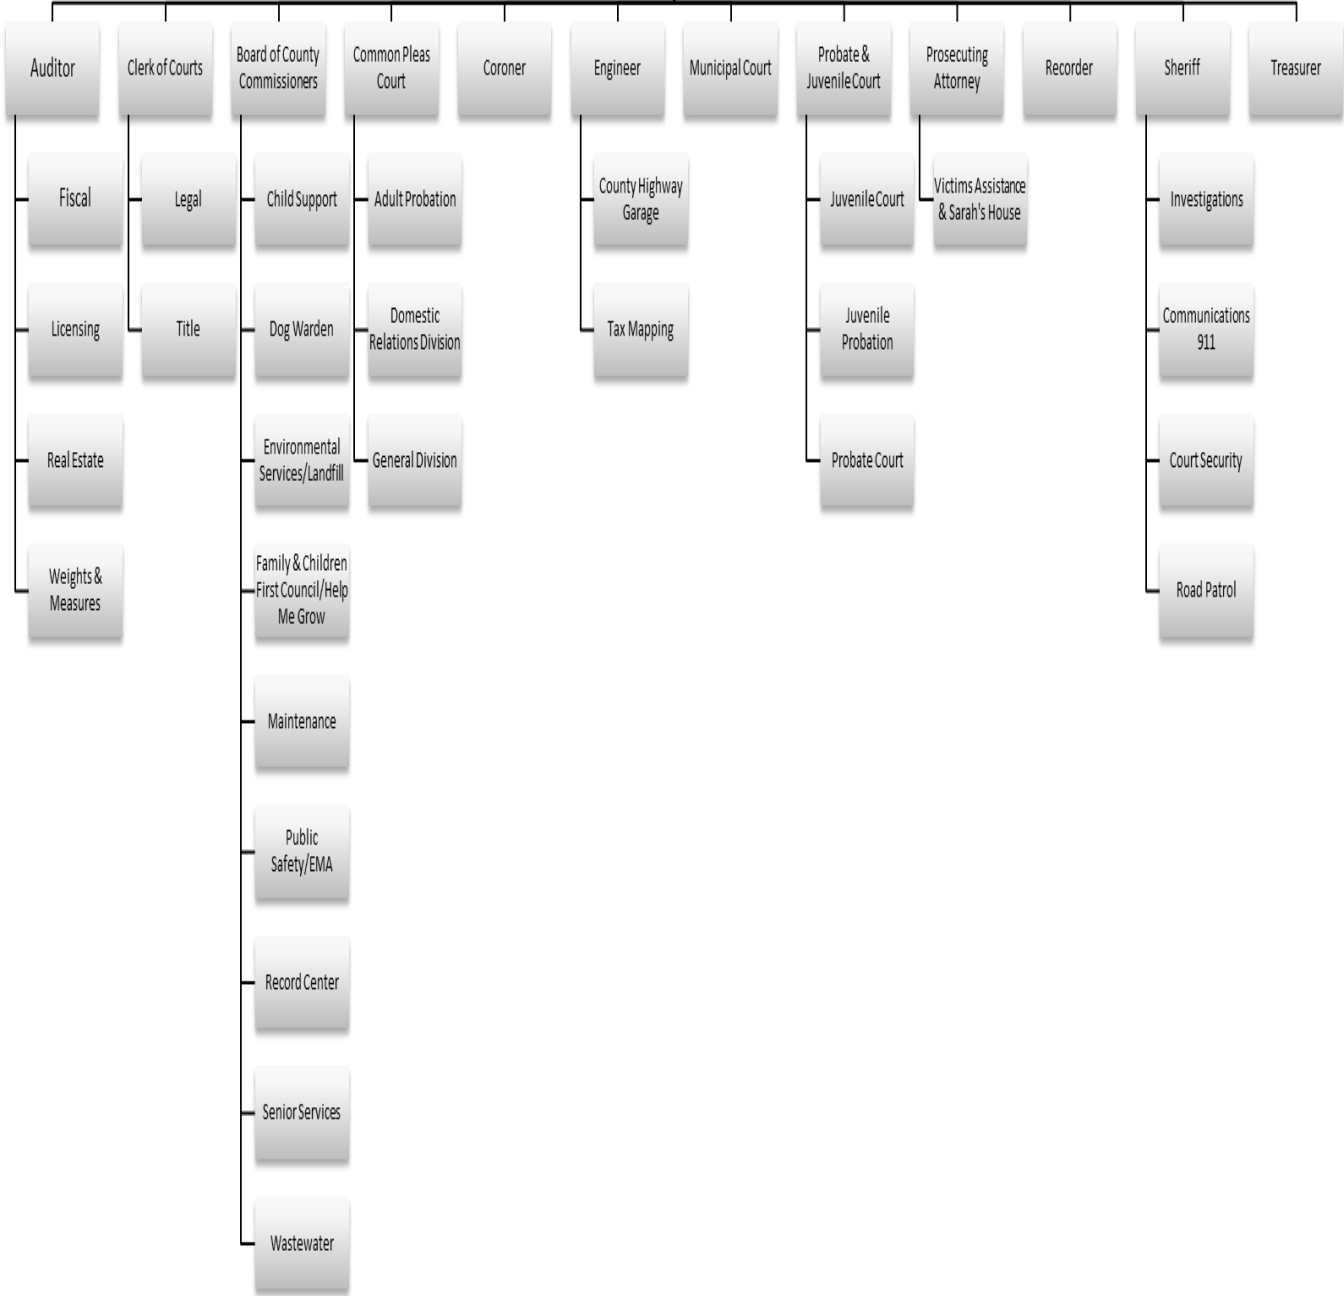 Auditor
Clerk of Courts
Board of County
Commissioners
Common Pleas
Court
Coroner
Engineer
Municipal Court
Probate &
Juvenile Court
Prosecuting
Attorney
Recorder
Sheriff
Treasurer
Fiscal
Legal
Child Support
Adult Probation
County Highway
Garage
Juvenile Court
Victims Assistance
& Sarah's House
Investigations
Licensing
Title
Dog Warden
Domestic
Relations Division
Tax Mapping
Juvenile
Probation
Communications
911
Real Estate
Environmental
Services/Landfill
General Division
Probate Court
Court Security
Weights &
Measures
Family & Children
First Council/Help
Me Grow
Road Patrol
Maintenance
Public
Safety/EMA
Record Center
Senior Services
Wastewater